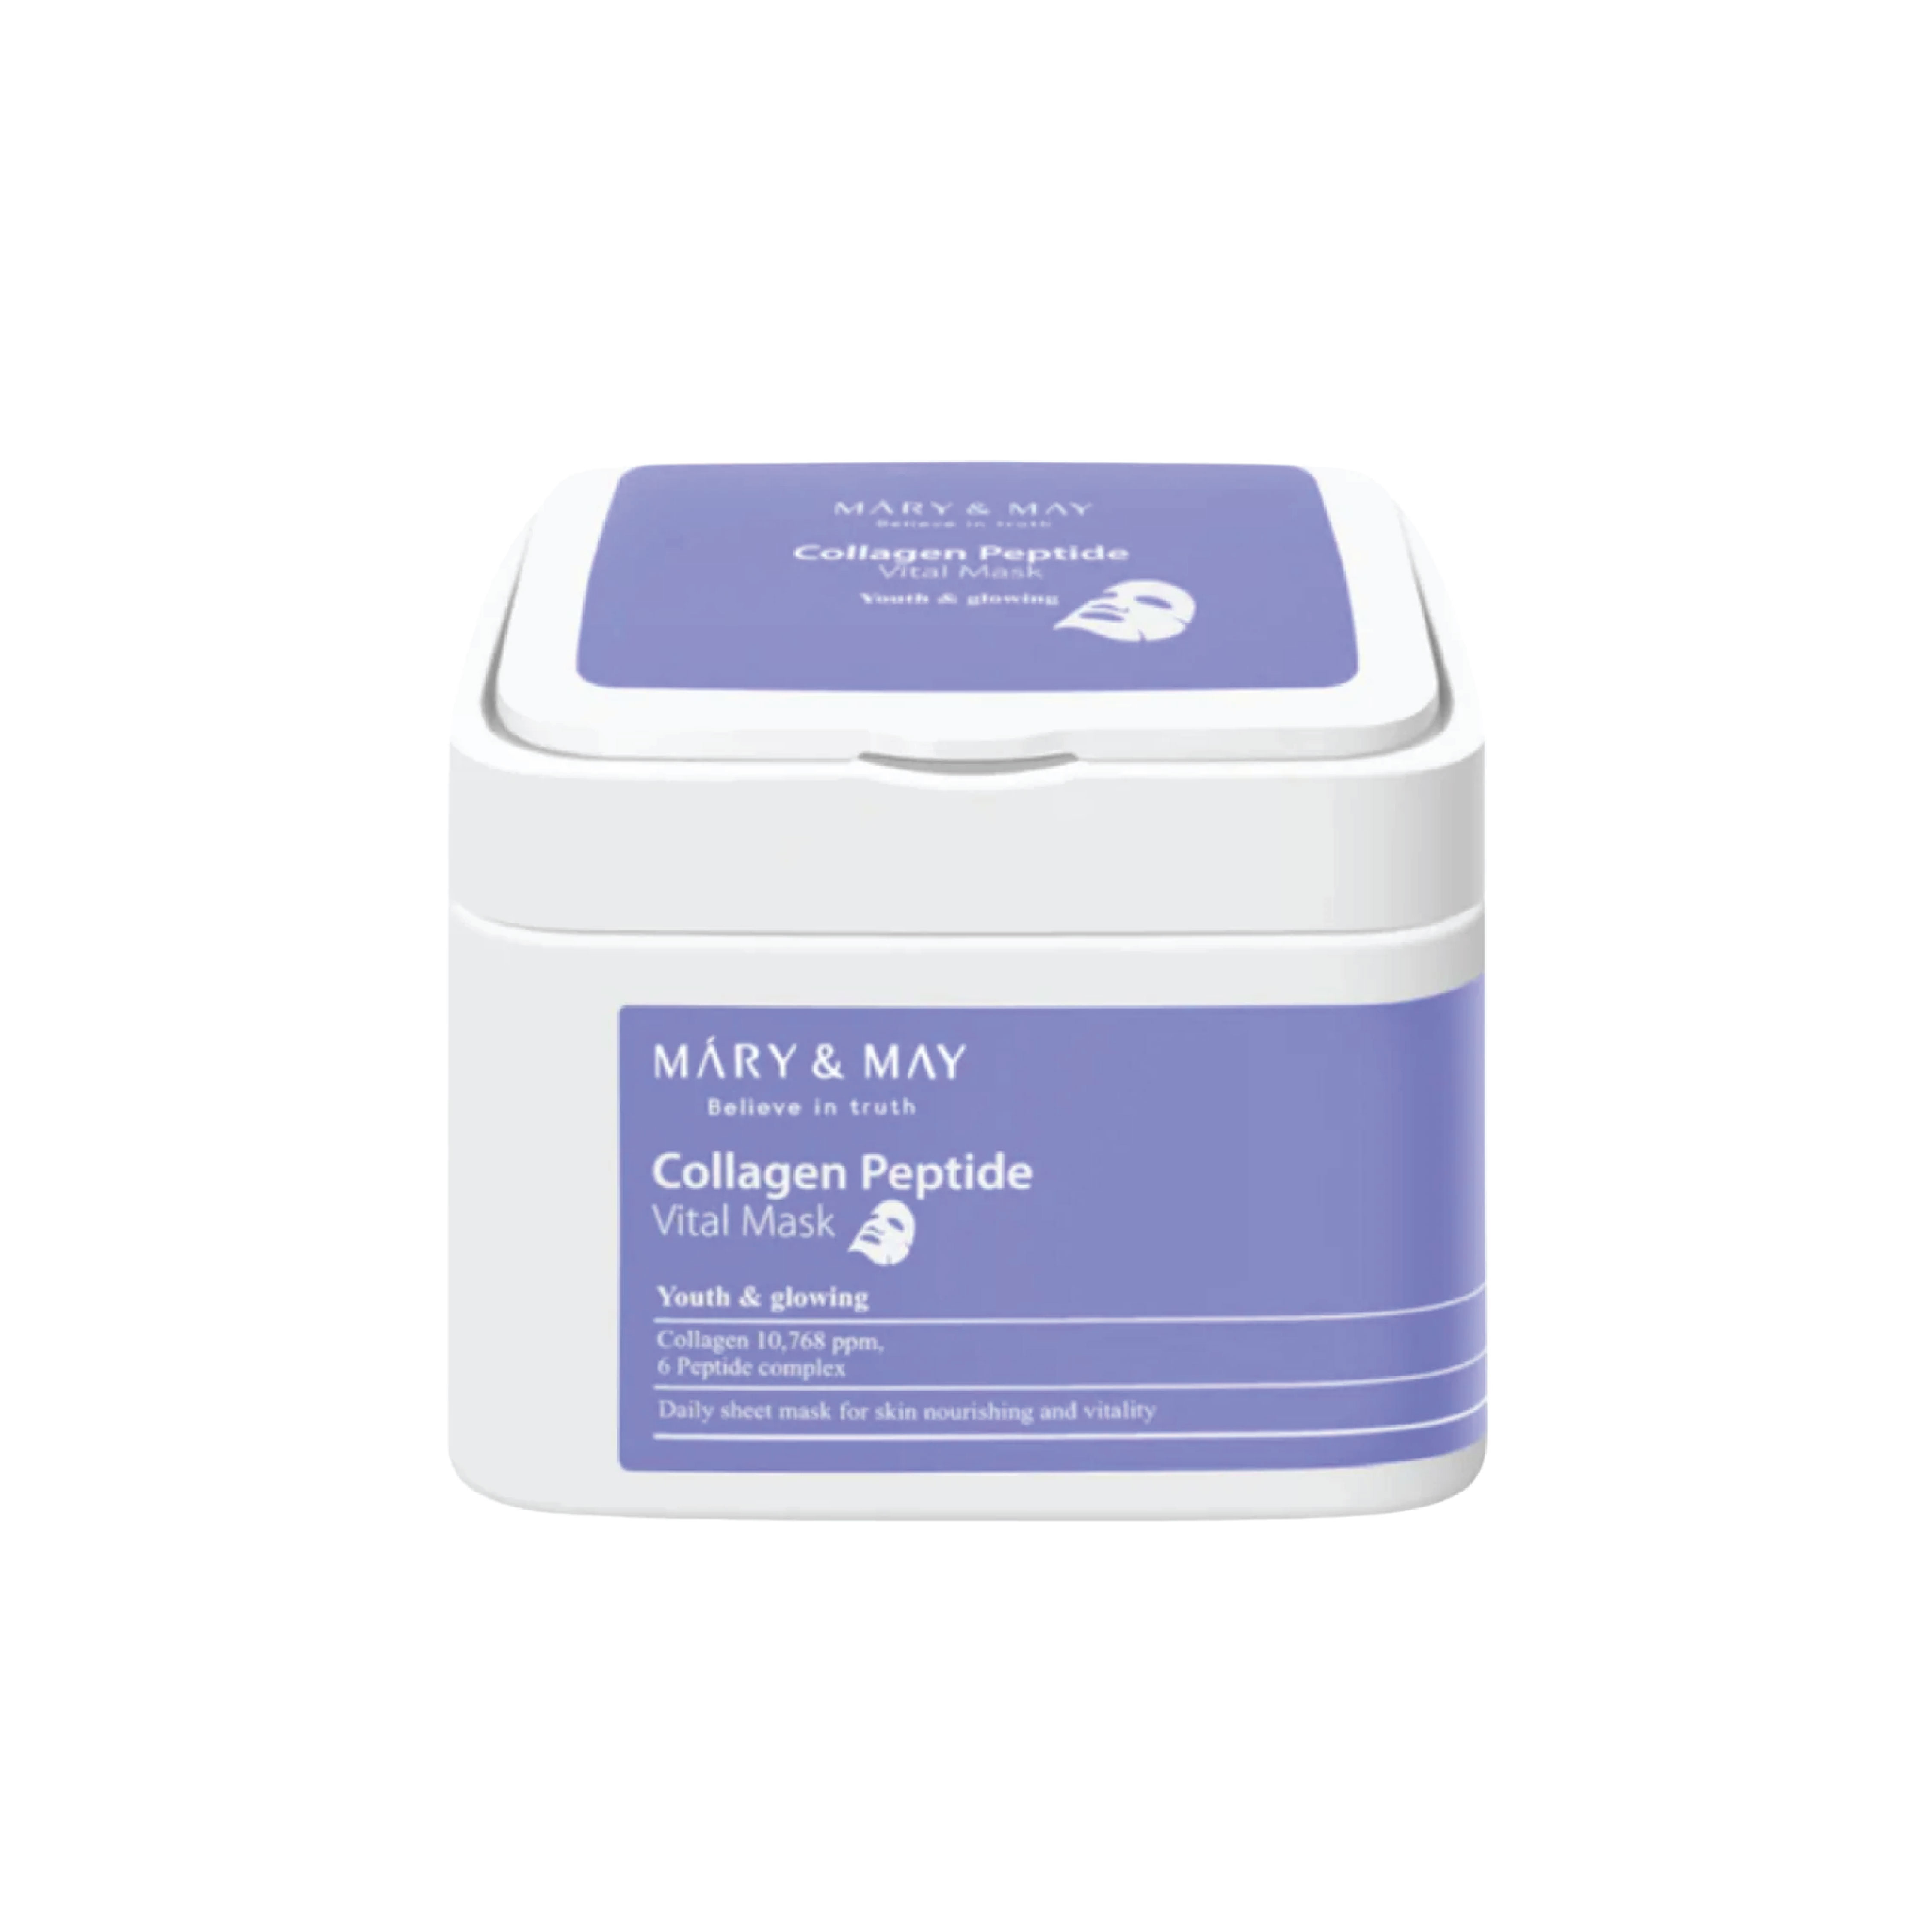 MÁRY & MAY
Believe in truth
Collagen Peptide
Vital Mask
Youth & glowing
MÁRY & MAY
Believe in truth
Collagen Peptide
Vital Mask
Youth & glowing
Collagen 10,768 ppm,
6 Peptide complex
Daily sheet mask for skin nourishing and vitality